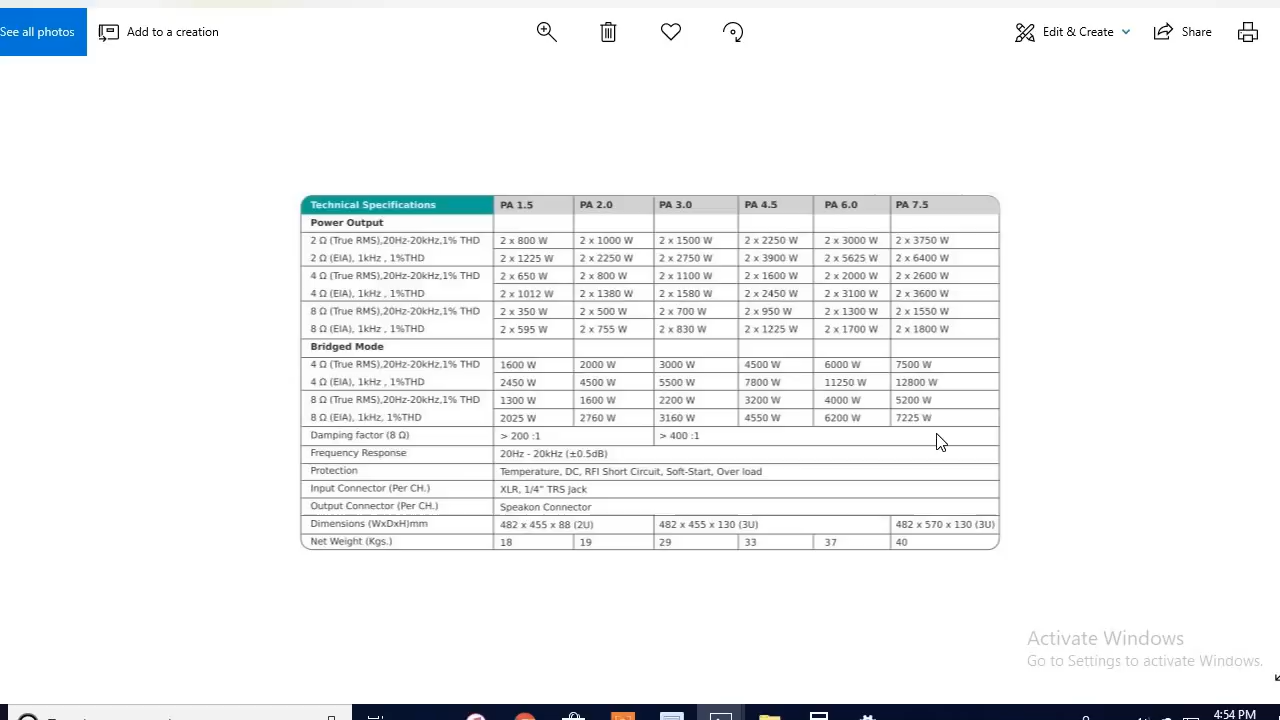 See all photos
Add to a creation
Edit & Create
Share
Technical Specifications PA 1.5 PA 2.0 PA 3.0 PA 4.5 PA 6.0 PA 7.5
Power Output
2 Ω (True RMS),20Hz-20kHz,1% THD 2 x 800 W 2 x 1000 W 2 x 1500 W 2 x 2250 W 2 x 3000 W 2 x 3750 W
2 Ω (EIA), 1kHz , 1%THD 2 x 1225 W 2 x 2250 W 2 x 2750 W 2 x 3900 W 2 x 5625 W 2 x 6400 W
4 Ω (True RMS),20Hz-20kHz,1% THD 2 x 650 W 2 x 800 W 2 x 1100 W 2 x 1600 W 2 x 2000 W 2 x 2600 W
4 Ω (EIA), 1kHz , 1%THD 2 x 1012 W 2 x 1380 W 2 x 1580 W 2 x 2450 W 2 x 3100 W 2 x 3600 W
8 Ω (True RMS),20Hz-20kHz,1% THD 2 x 350 W 2 x 500 W 2 x 700 W 2 x 950 W 2 x 1300 W 2 x 1550 W
8 Ω (EIA), 1kHz , 1%THD 2 x 595 W 2 x 755 W 2 x 830 W 2 x 1225 W 2 x 1700 W 2 x 1800 W
Bridged Mode
4 Ω (True RMS),20Hz-20kHz,1% THD 1600 W 2000 W 3000 W 4500 W 6000 W 7500 W
4 Ω (EIA), 1kHz , 1%THD 2450 W 4500 W 5500 W 7800 W 11250 W 12800 W
8 Ω (True RMS),20Hz-20kHz,1% THD 1300 W 1600 W 2200 W 3200 W 4000 W 5200 W
8 Ω (EIA), 1kHz, 1%THD 2025 W 2760 W 3160 W 4550 W 6200 W 7225 W
Damping factor (8 Ω) > 200 :1 > 400 :1
Frequency Response 20Hz - 20kHz (±0.5dB)
Protection Temperature, DC, RFI Short Circuit, Soft-Start, Over load
Input Connector (Per CH.) XLR, 1/4" TRS Jack
Output Connector (Per CH.) Speakon Connector
Dimensions (WxDxH)mm 482 x 455 x 88 (2U) 482 x 455 x 130 (3U) 482 x 570 x 130 (3U)
Net Weight (Kgs.) 18 19 29 33 37 40
Activate Windows
Go to Settings to activate Windows.
4:54 PM